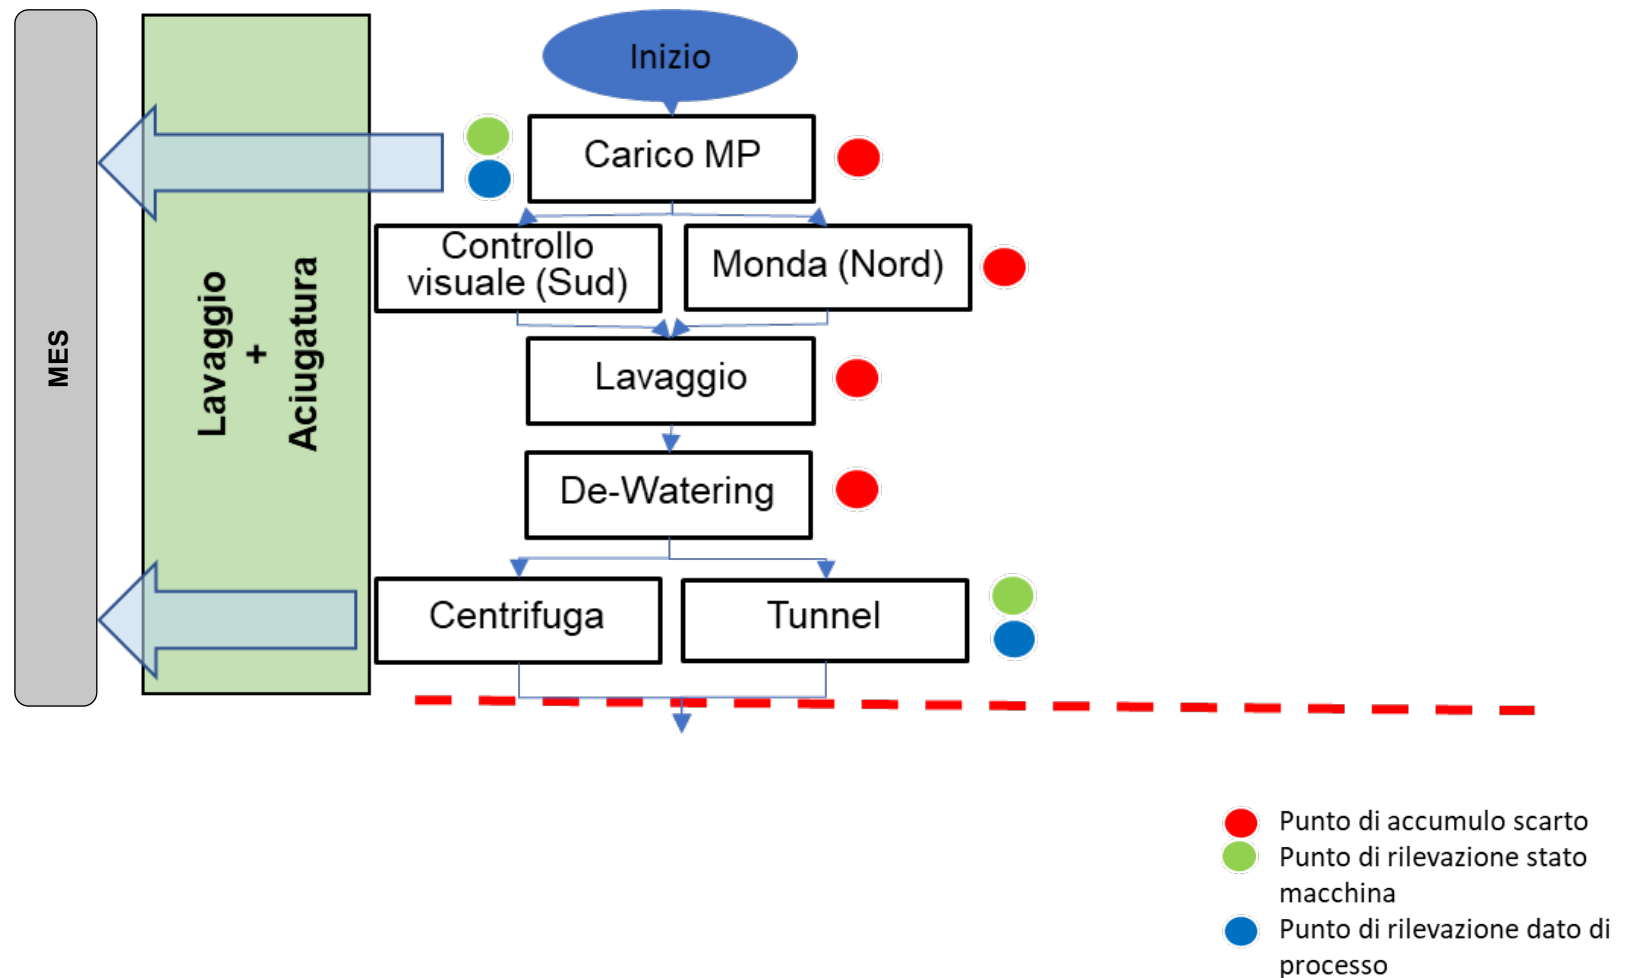 Inizio
Carico MP
Controllo
visuale (Sud)
Monda (Nord)
Lavaggio
De-Watering
Centrifuga
Tunnel
MES
Lavaggio
+
Aciugatura
Punto di accumulo scarto
Punto di rilevazione stato
macchina
Punto di rilevazione dato di
processo